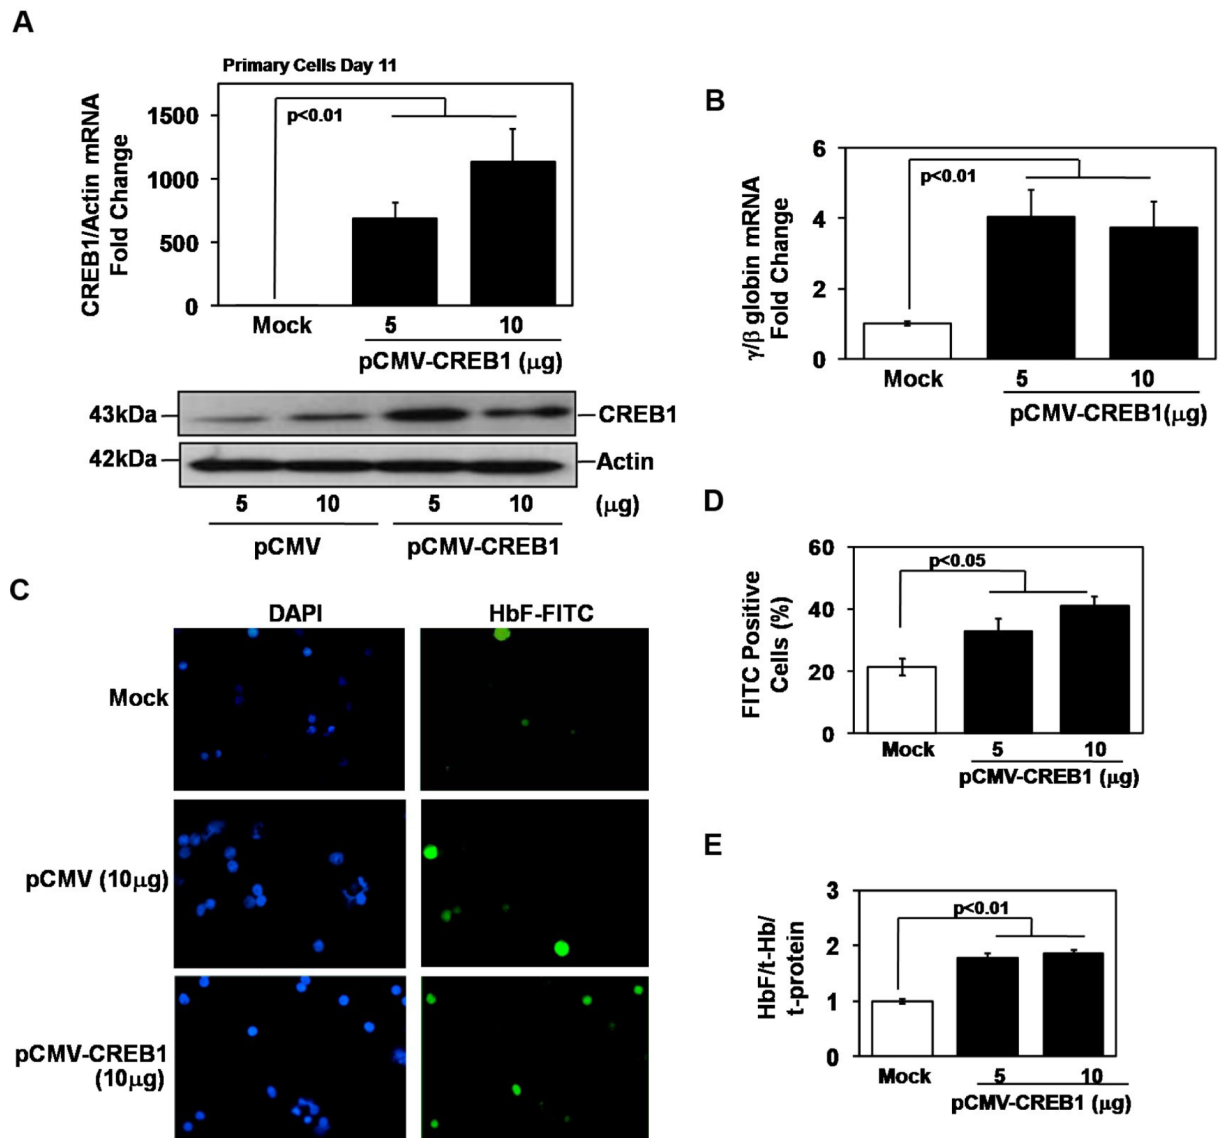 A
Primary Cells Day 11
CREB1/Actin mRNA
Fold Change
1500
1000
500
0
p<0.01
Mock
5
10
pCMV-CREB1 (μg)
43kDa
CREB1
42kDa
Actin
5
10
5
10
(μg)
pCMV
pCMV-CREB1
B
γ/β globin mRNA
Fold Change
6
4
2
0
p<0.01
Mock
5
10
pCMV-CREB1(μg)
C
DAPI
HbF-FITC
Mock
pCMV (10μg)
pCMV-CREB1
(10μg)
D
FITC Positive
Cells (%)
60
40
20
0
p<0.05
Mock
5
10
pCMV-CREB1 (μg)
E
HbF/t-Hb/
t-protein
3
2
1
0
p<0.01
Mock
5
10
pCMV-CREB1 (μg)